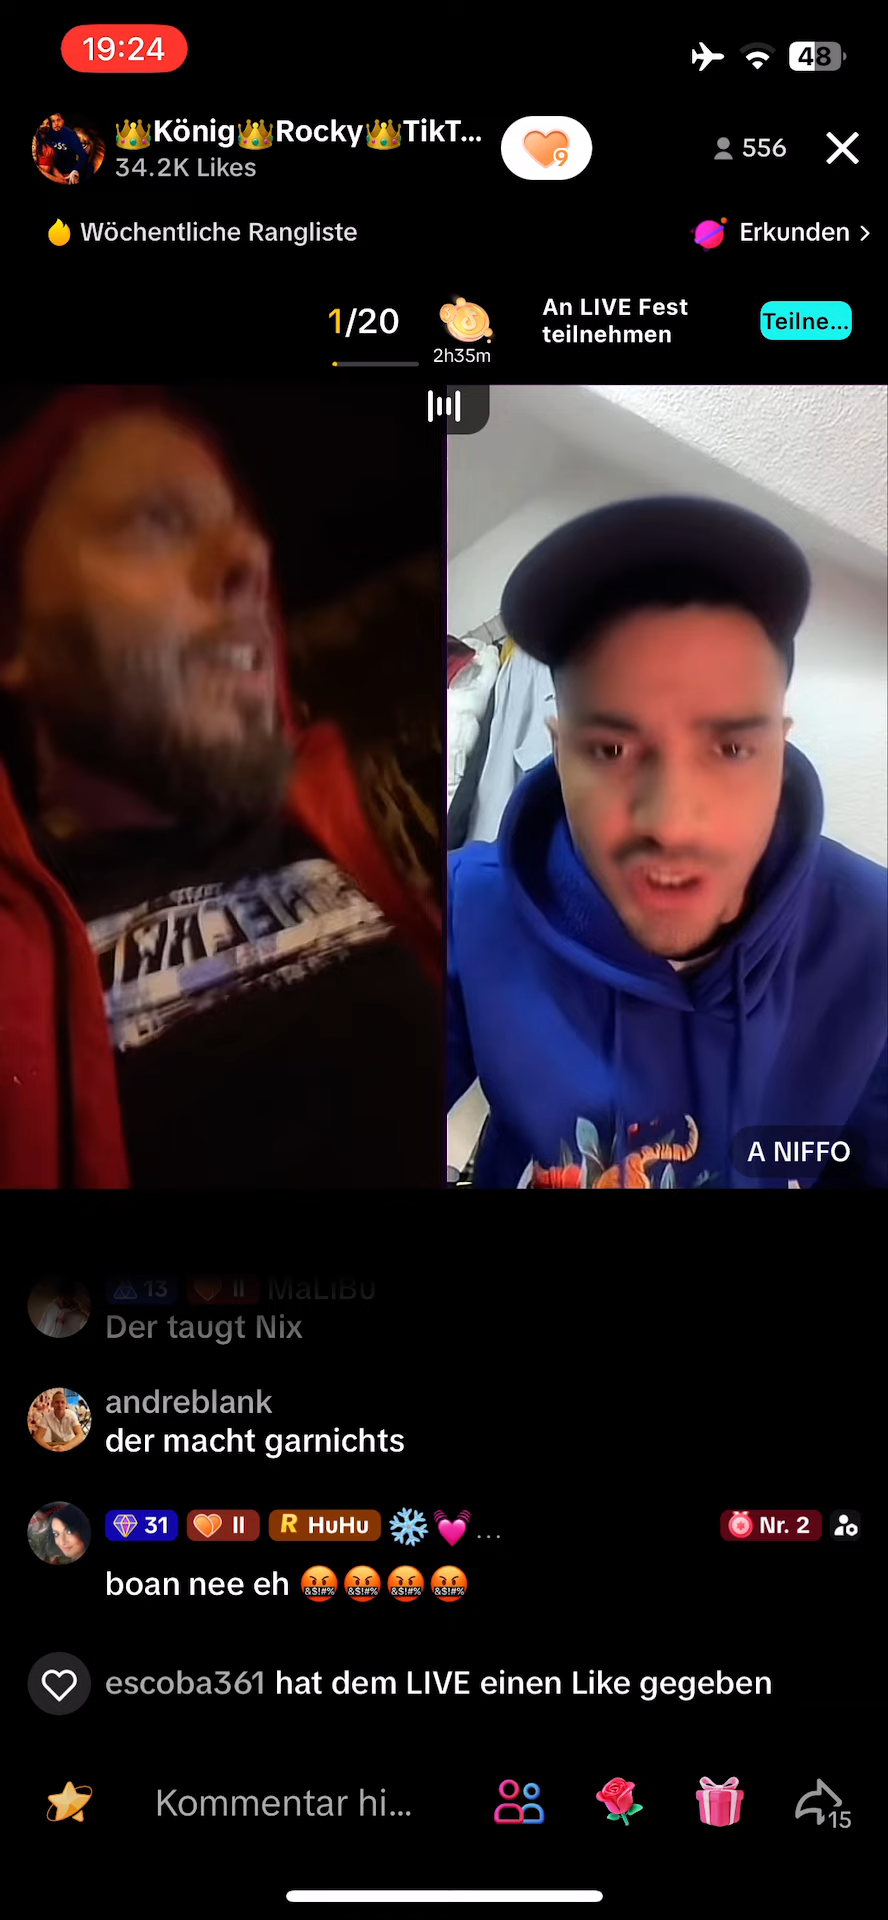 19:24
48
👑König👑Rocky👑TikT...
34.2K Likes
9
556
Wöchentliche Rangliste
Erkunden >
1/20
2h35m
An LIVE Fest
teilnehmen
Teilne...
A NIFFO
13 II MaLiBu
Der taugt Nix
andreblank
der macht garnichts
31 II R HuHu ❄️💓... Nr. 2
boan nee eh 🤬🤬🤬🤬
escoba361 hat dem LIVE einen Like gegeben
Kommentar hi...
15